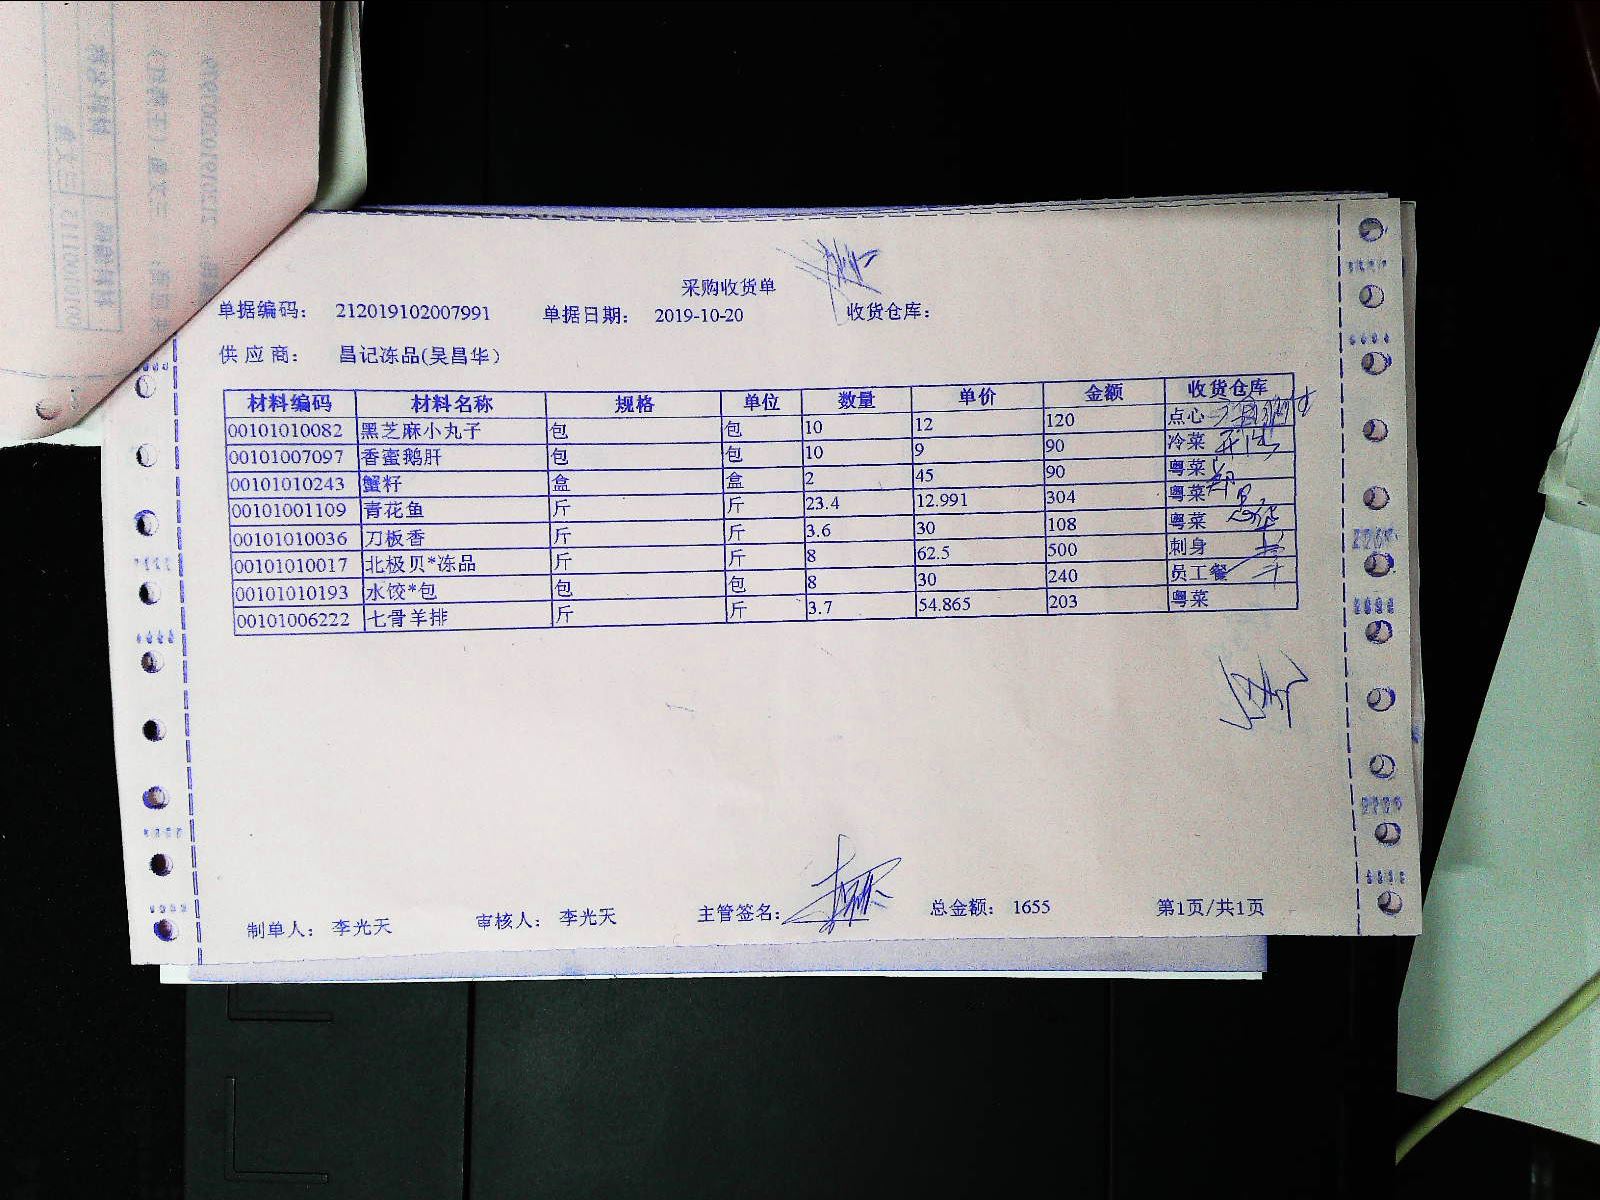 采购收货单
单据编码： 212019102007991 单据日期： 2019-10-20 收货仓库：
供 应 商： 昌记冻品(吴昌华）
材料编码 材料名称 规格 单位 数量 单价 金额 收货仓库
00101010082 黑芝麻小丸子 包 包 10 12 120 点心
00101007097 香蜜鹅肝 包 包 10 9 90 冷菜
00101010243 蟹籽 盒 盒 2 45 90 粤菜
00101001109 青花鱼 斤 斤 23.4 12.991 304 粤菜
00101010036 刀板香 斤 斤 3.6 30 108 粤菜
00101010017 北极贝*冻品 斤 斤 8 62.5 500 刺身
00101010193 水饺*包 包 包 8 30 240 员工餐
00101006222 七骨羊排 斤 斤 3.7 54.865 203 粤菜
制单人： 李光天 审核人： 李光天 主管签名： 总金额： 1655 第1页/共1页